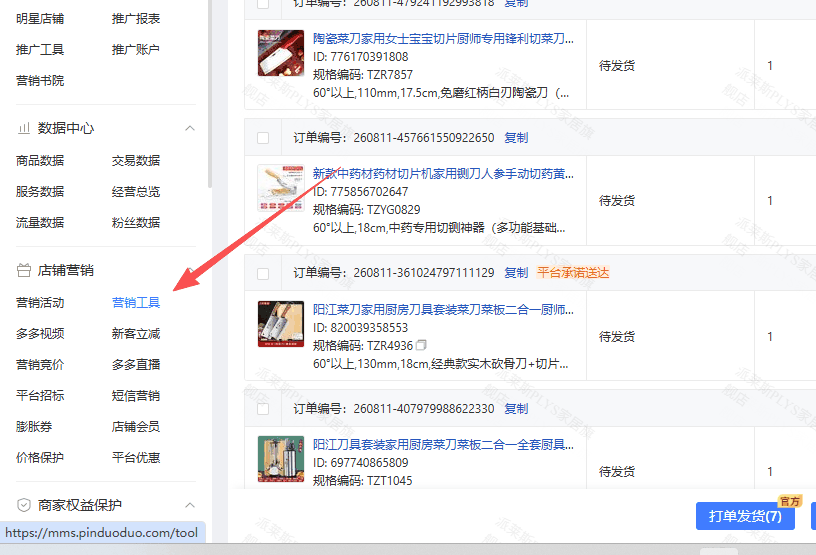 明星店铺 推广报表
推广工具 推广账户
营销书院
数据中心
商品数据 交易数据
服务数据 经营总览
流量数据 粉丝数据
店铺营销
营销活动 营销工具
多多视频 新客立减
营销竞价 多多直播
平台招标 短信营销
膨胀券 店铺会员
价格保护 平台优惠
商家权益保护
https://mms.pinduoduo.com/tool
订单编号: 260811-479241192993818 复制
陶瓷菜刀家用女士宝宝切片厨师专用锋利切菜刀...
ID: 776170391808
规格编码: TZR7857
60°以上,110mm,17.5cm,免磨红柄白刃陶瓷刀（...
待发货
1
订单编号: 260811-457661550922650 复制
新款中药材药材切片机家用铡刀人参手动切药黄...
ID: 775856702647
规格编码: TZYG0829
60°以上,18cm,中药专用切铡神器（多功能基础...
待发货
1
订单编号: 260811-361024797111129 复制 平台承诺送达
阳江菜刀家用厨房刀具套装菜刀菜板二合一厨师...
ID: 820039358553
规格编码: TZR4936
60°以上,130mm,18cm,经典款实木砍骨刀+切片...
待发货
1
订单编号: 260811-407979988622330 复制
阳江刀具套装家用厨房菜刀菜板二合一全套厨具...
ID: 697740865809
规格编码: TZT1045
待发货
1
官方
打单发货(7)